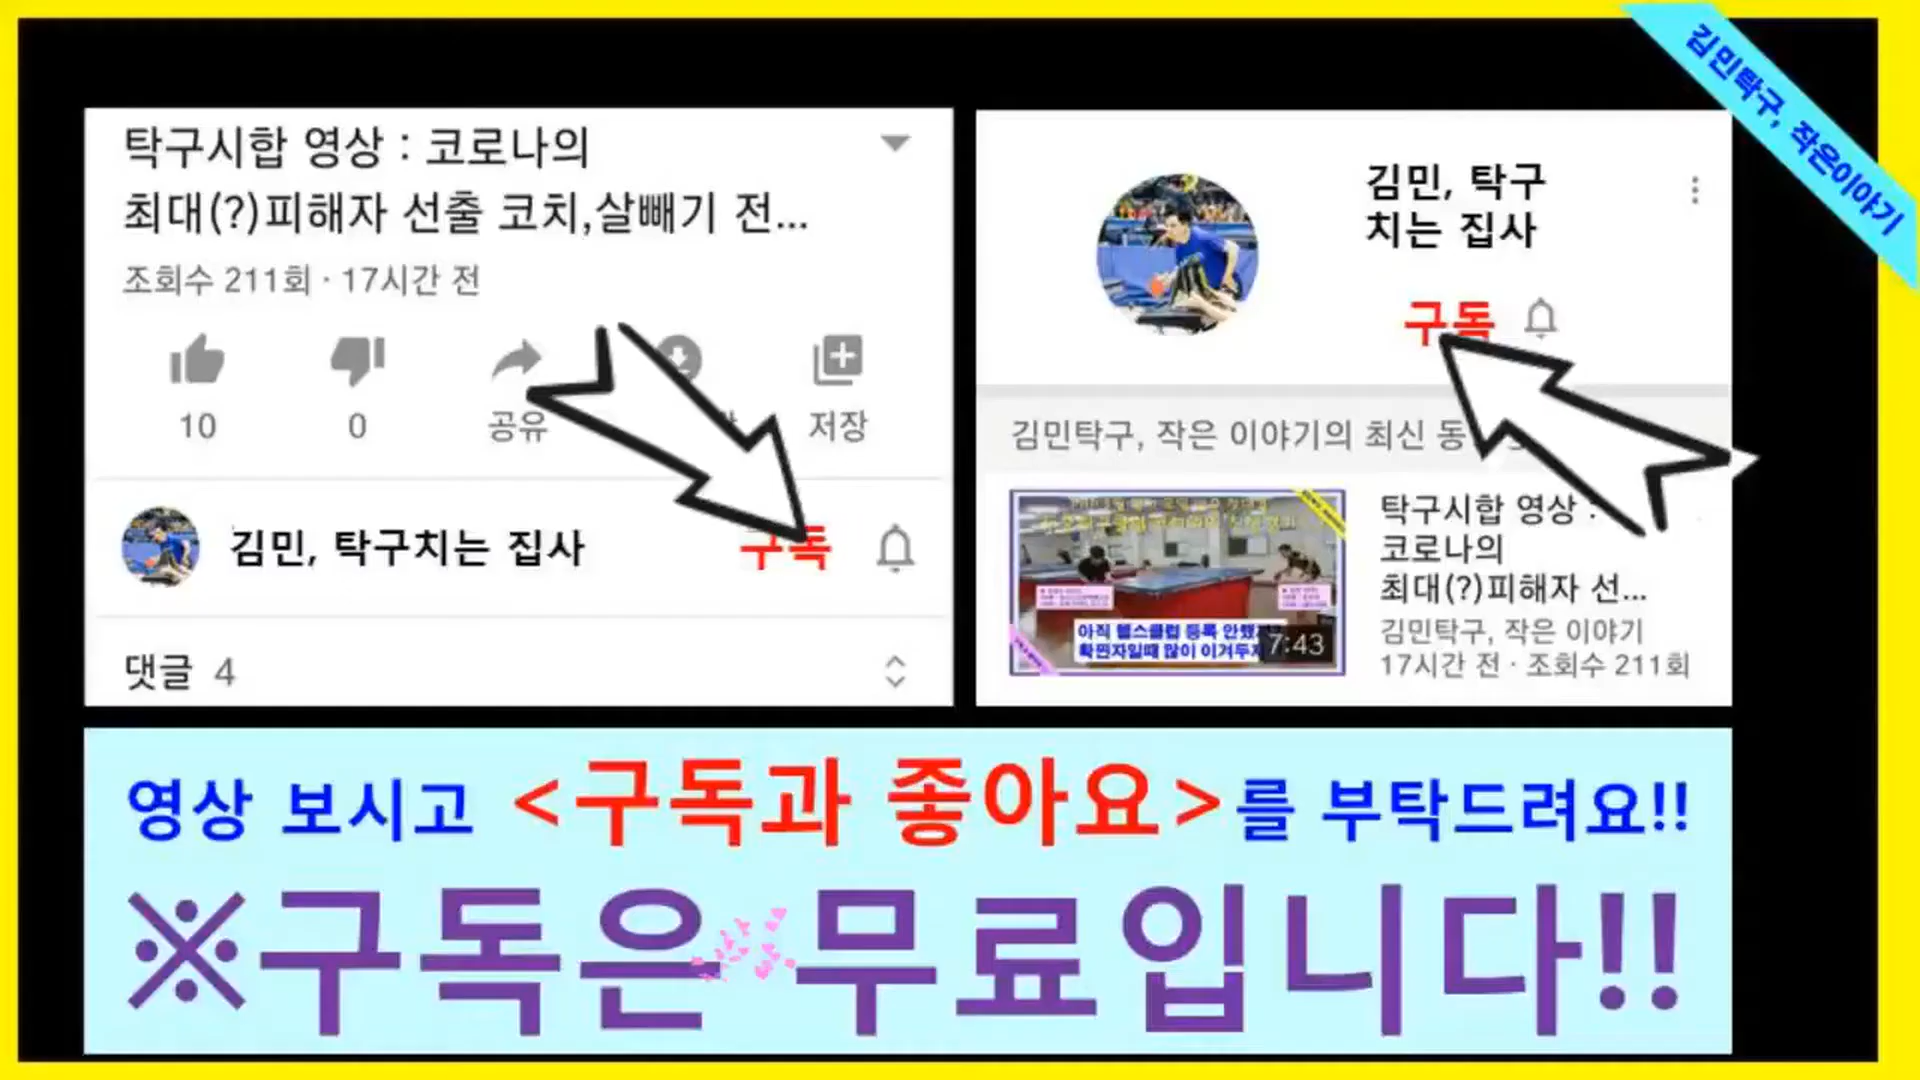 김민탁구, 작은이야기
탁구시합 영상 : 코로나의
최대(?)피해자 선출 코치,살빼기 전...
조회수 211회 · 17시간 전
10
0
공유
저장
김민, 탁구치는 집사
구독
댓글 4
김민, 탁구
치는 집사
구독
김민탁구, 작은 이야기의 최신 동
아직 헬스클럽 등록 안했
확찐자일때 많이 이겨두자
7:43
탁구시합 영상 :
코로나의
최대(?)피해자 선...
김민탁구, 작은 이야기
17시간 전 · 조회수 211회
영상 보시고 <구독과 좋아요>를 부탁드려요!!
※구독은 무료입니다!!